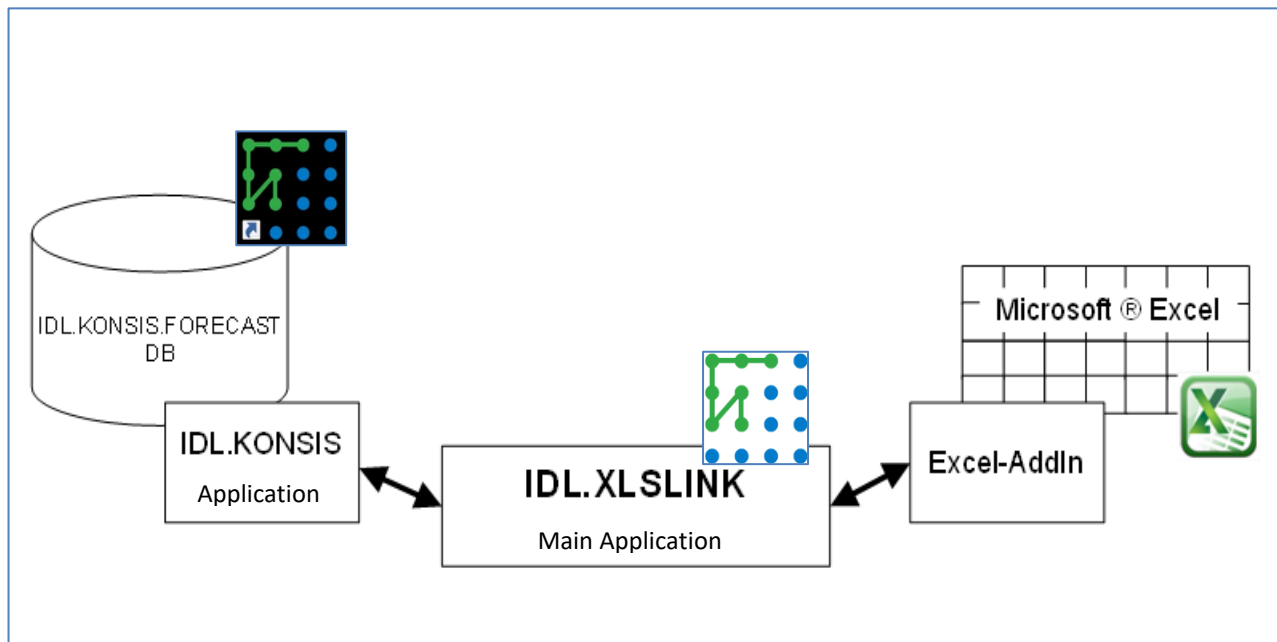 IDL.KONSIS.FORECAST
DB
IDL.KONSIS
Application
IDL.XLSLINK
Main Application
Microsoft ® Excel
Excel-AddIn